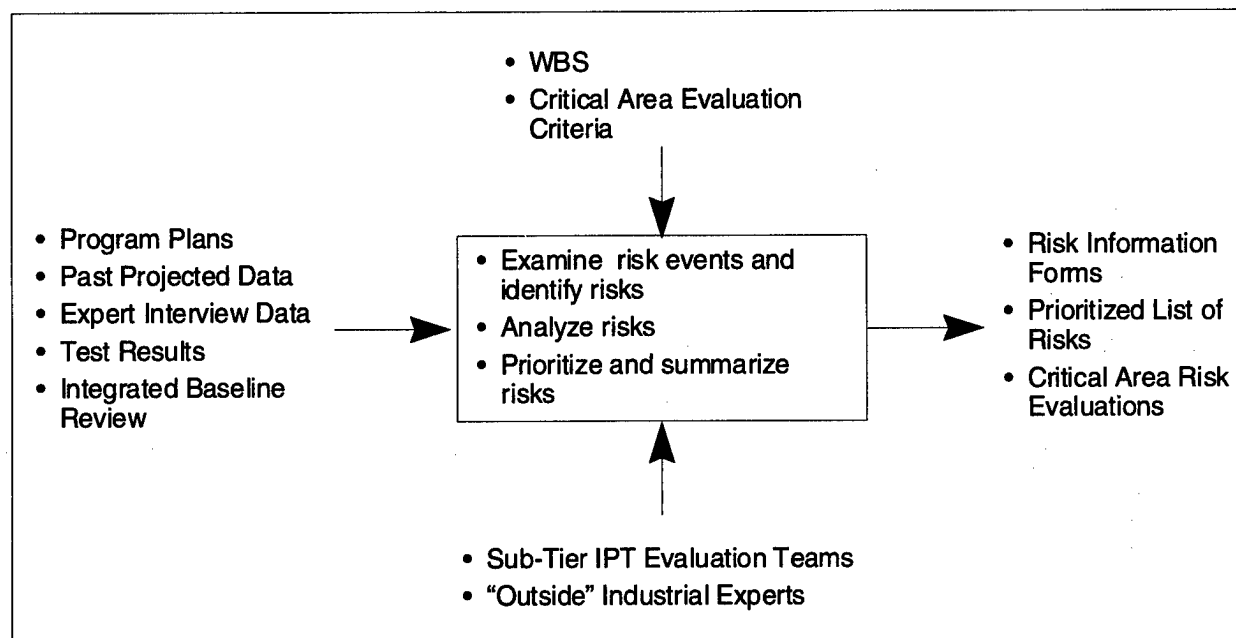 • WBS
• Critical Area Evaluation
Criteria
• Program Plans
• Past Projected Data
• Expert Interview Data
• Test Results
• Integrated Baseline
Review
• Examine risk events and
identify risks
• Analyze risks
• Prioritize and summarize
risks
• Risk Information
Forms
• Prioritized List of
Risks
• Critical Area Risk
Evaluations
• Sub-Tier IPT Evaluation Teams
• “Outside” Industrial Experts